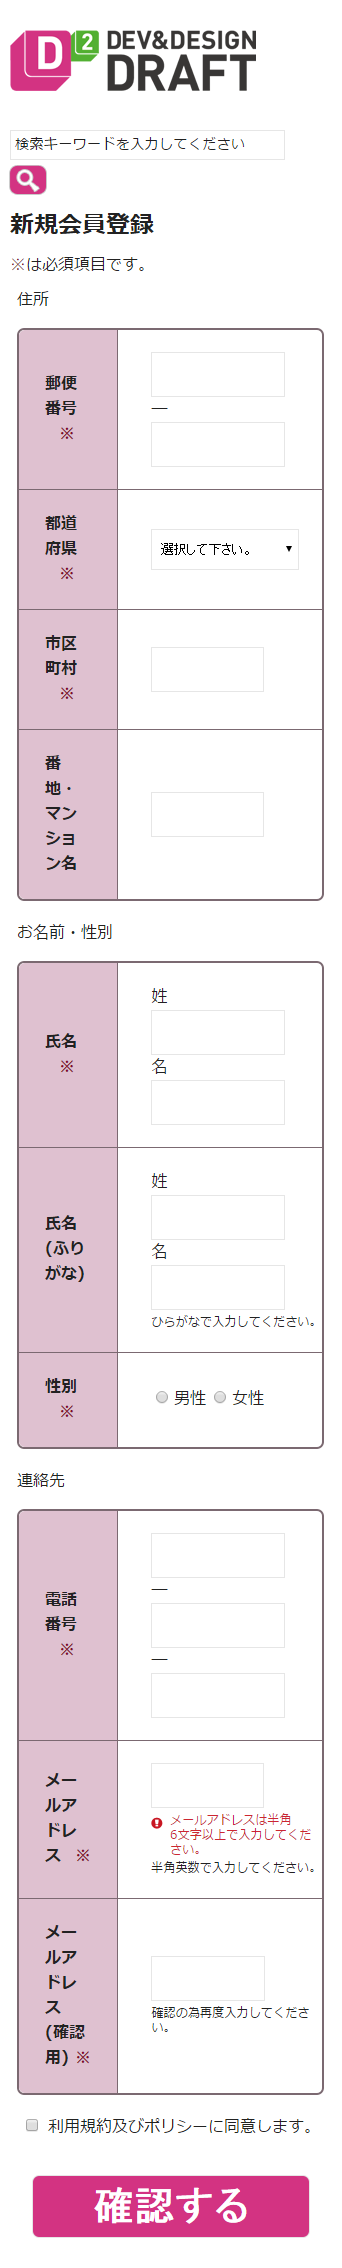 D2 DEV&DESIGN
DRAFT
検索キーワードを入力してください
新規会員登録
※は必須項目です。
住所
郵便
番号
※
—
都道
府県
※
選択して下さい。
市区
町村
※
番
地・
マンシ
ョン名
お名前・性別
氏名
※
姓
名
氏名
(ふり
がな)
姓
名
ひらがなで入力してください。
性別
※
男性 女性
連絡先
電話
番号
※
—
—
メー
ルア
ドレ
ス ※
メールアドレスは半角
6文字以上で入力してくだ
さい。
半角英数で入力してください。
メー
ルア
ドレ
ス
(確認
用) ※
確認の為再度入力してくださ
い。
利用規約及びポリシーに同意します。
確認する